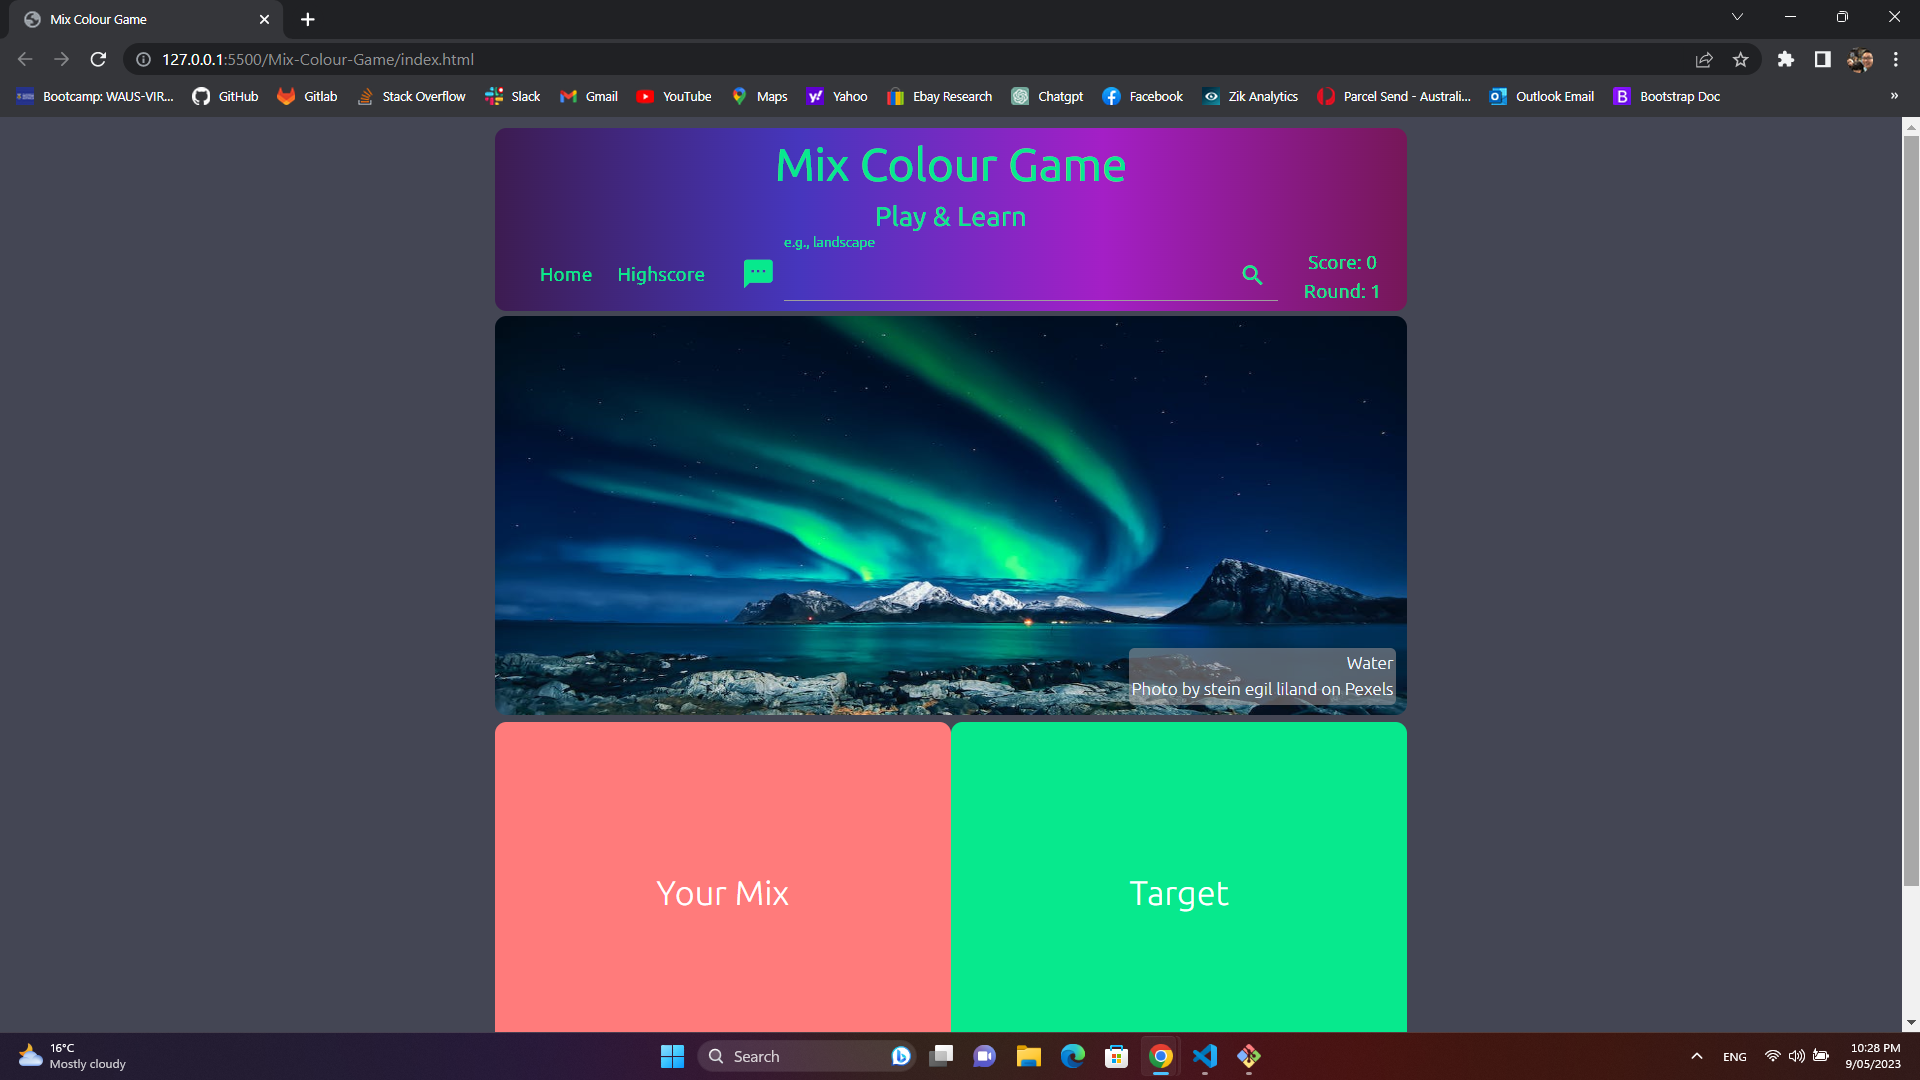 Mix Colour Game
127.0.0.1:5500/Mix-Colour-Game/index.html
Bootcamp: WAUS-VIR... GitHub Gitlab Stack Overflow Slack Gmail YouTube Maps Yahoo Ebay Research Chatgpt Facebook Zik Analytics Parcel Send - Australi... Outlook Email Bootstrap Doc »
Mix Colour Game
Play & Learn
e.g., landscape
Home Highscore
Score: 0
Round: 1
Water
Photo by stein egil liland on Pexels
Your Mix
Target
16°C
Mostly cloudy
Search
ENG
10:28 PM
9/05/2023